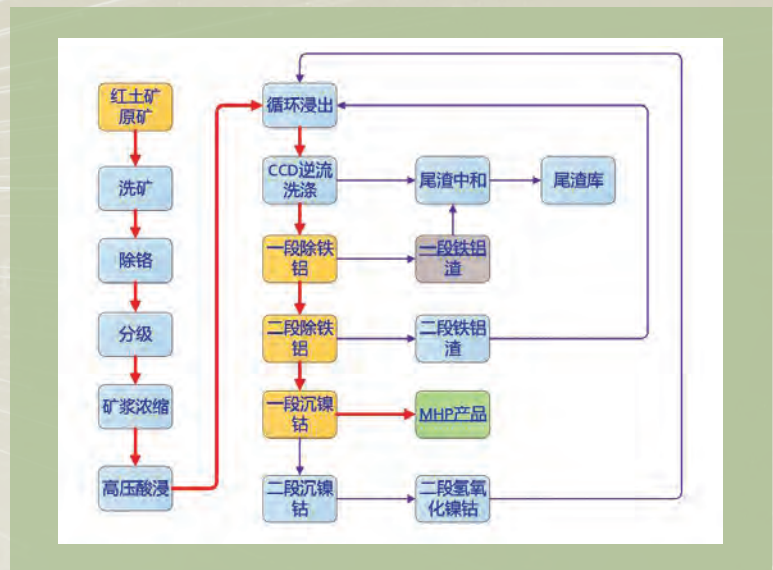 红土矿
原矿
洗矿
除铬
分级
矿浆浓缩
高压酸浸
循环浸出
CCD逆流
洗涤
尾渣中和
尾渣库
一段除铁
铝
一段铁铝
渣
二段除铁
铝
二段铁铝
渣
一段沉镍
钴
MHP产品
二段沉镍
钴
二段氢氧
化镍钴